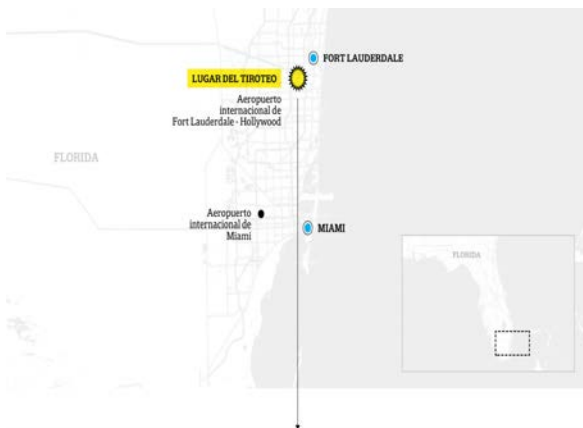 FORT LAUDERDALE
LUGAR DEL TIROTEO
Aeropuerto
internacional de
Fort Lauderdale - Hollywood
FLORIDA
Aeropuerto
internacional de
Miami
MIAMI
FLORIDA